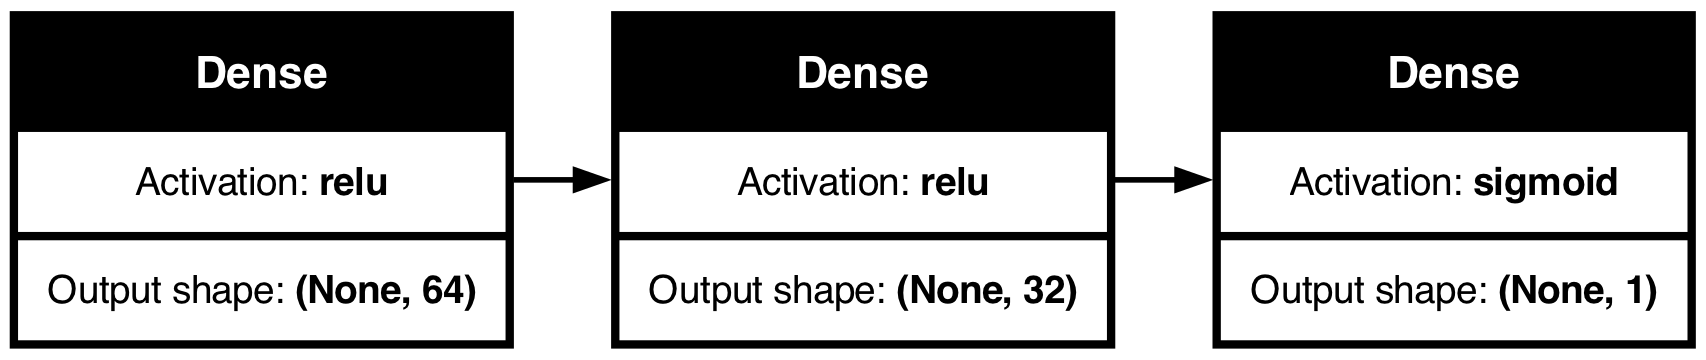 Dense
Activation: relu
Output shape: (None, 64)
Dense
Activation: relu
Output shape: (None, 32)
Dense
Activation: sigmoid
Output shape: (None, 1)